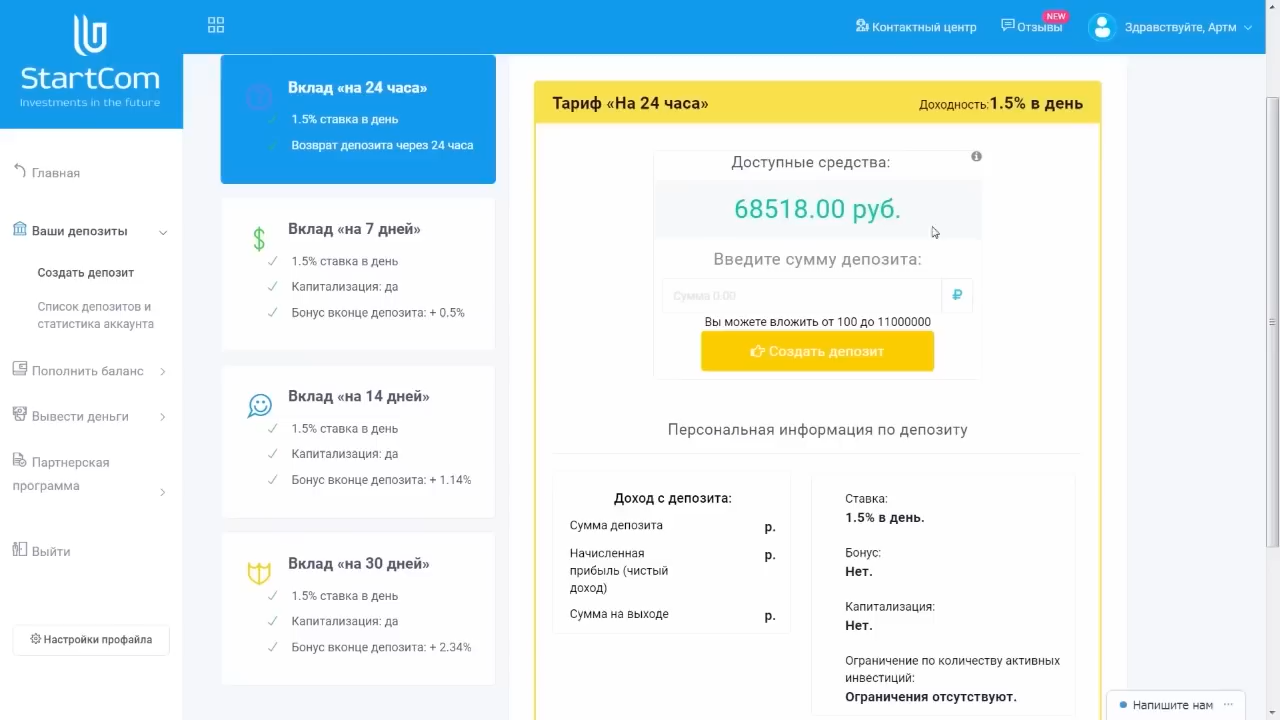 StartCom
Investments in the future
Контактный центр
Отзывы
NEW
Здравствуйте, Артм
Главная
Ваши депозиты
Создать депозит
Список депозитов и
статистика аккаунта
Пополнить баланс
Вывести деньги
Партнерская
программа
Выйти
Настройки профайла
Вклад «на 24 часа»
1.5% ставка в день
Возврат депозита через 24 часа
Вклад «на 7 дней»
1.5% ставка в день
Капитализация: да
Бонус вконце депозита: + 0.5%
Вклад «на 14 дней»
1.5% ставка в день
Капитализация: да
Бонус вконце депозита: + 1.14%
Вклад «на 30 дней»
1.5% ставка в день
Капитализация: да
Бонус вконце депозита: + 2.34%
Тариф «На 24 часа»
Доходность:1.5% в день
Доступные средства:
68518.00 руб.
Введите сумму депозита:
Сумма 0.00
₽
Вы можете вложить от 100 до 11000000
Создать депозит
Персональная информация по депозиту
Доход с депозита:
Сумма депозита р.
Начисленная р.
прибыль (чистый
доход)
Сумма на выходе р.
Ставка:
1.5% в день.
Бонус:
Нет.
Капитализация:
Нет.
Ограничение по количеству активных
инвестиций:
Ограничения отсутствуют.
Напишите нам